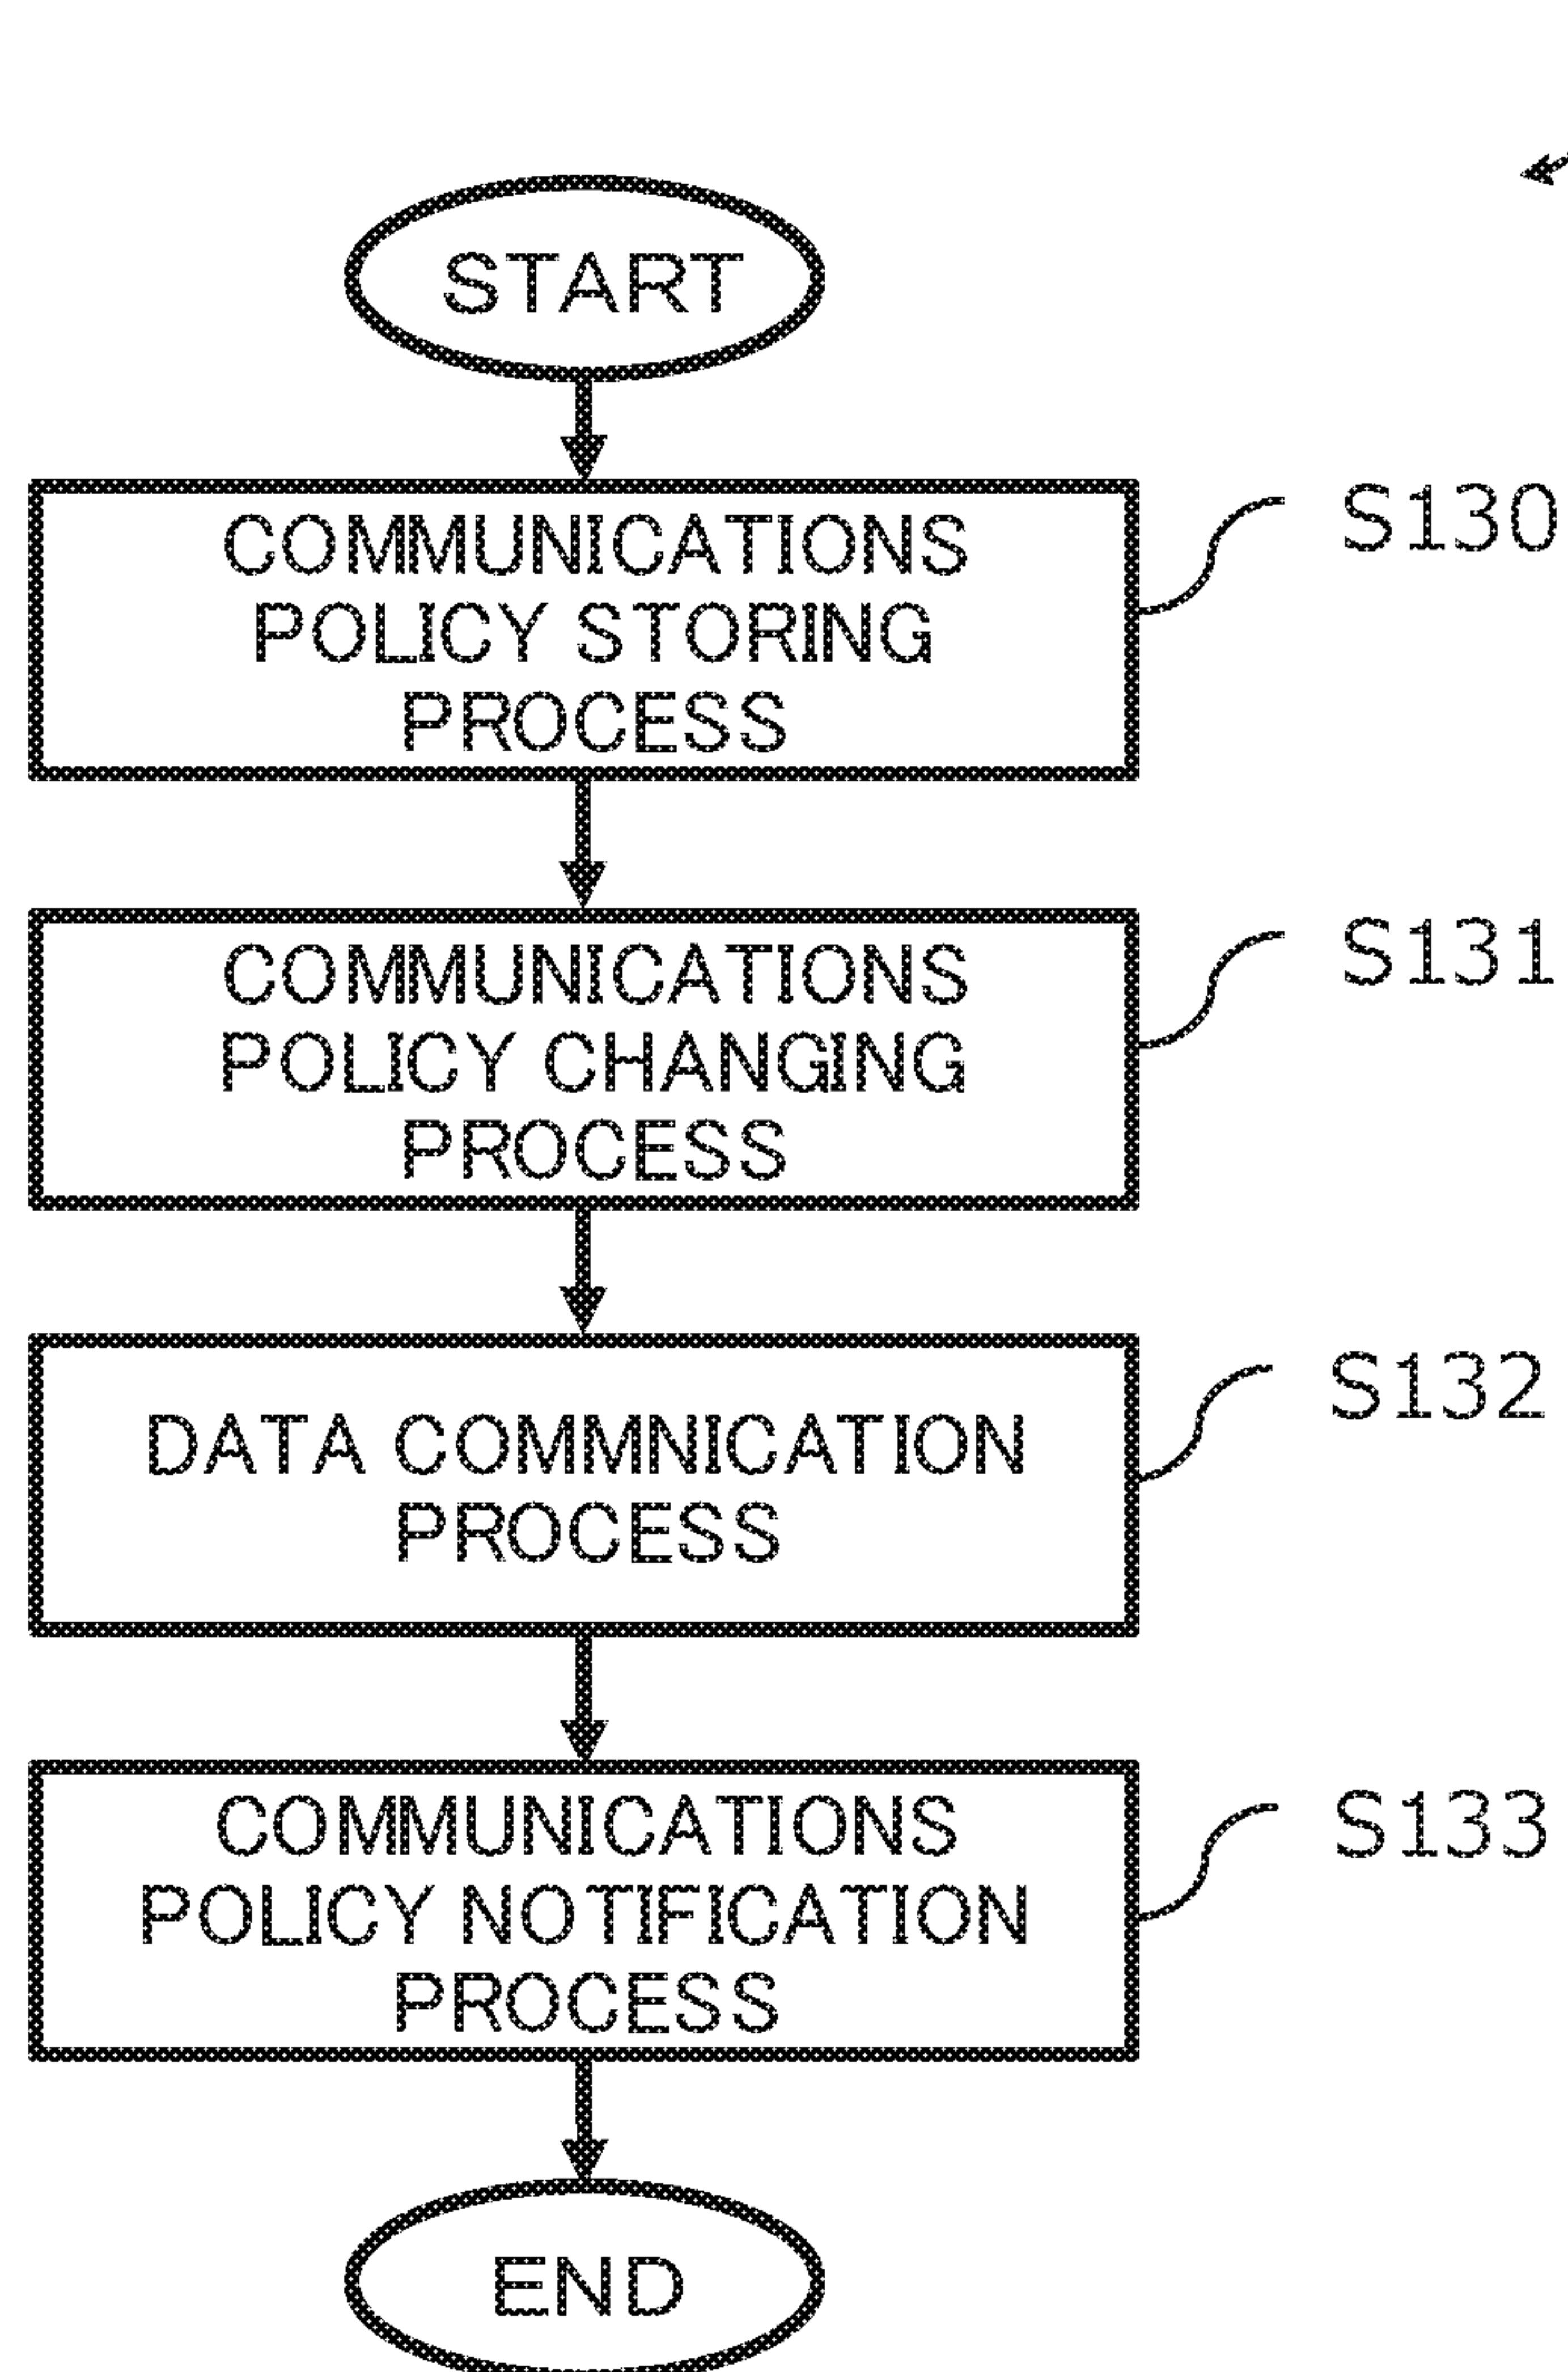 START
COMMUNICATIONS
POLICY STORING
PROCESS
S130
COMMUNICATIONS
POLICY CHANGING
PROCESS
S131
DATA COMMNICATION
PROCESS
S132
COMMUNICATIONS
POLICY NOTIFICATION
PROCESS
S133
END